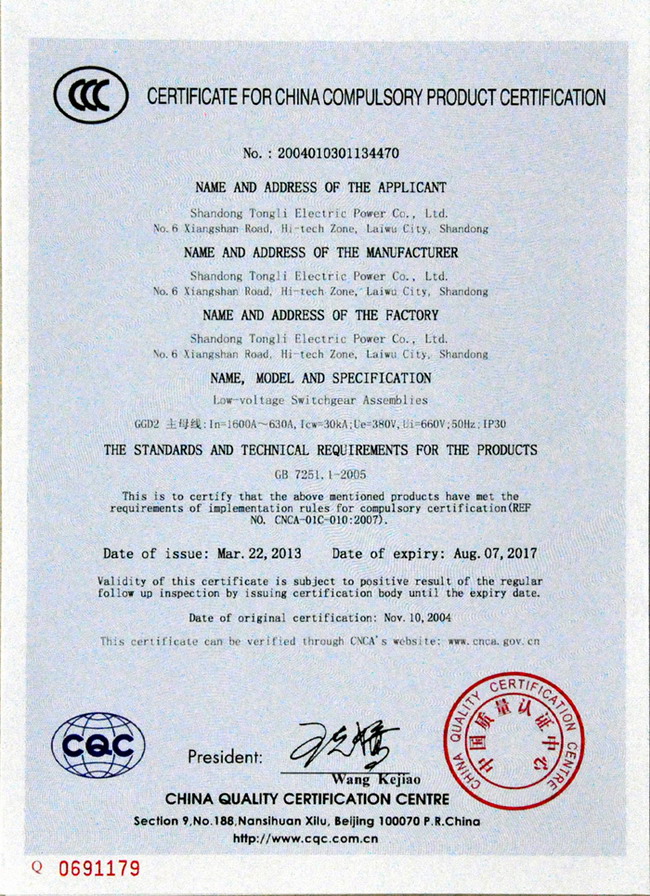 CCC
CERTIFICATE FOR CHINA COMPULSORY PRODUCT CERTIFICATION
No. : 2004010301134470
NAME AND ADDRESS OF THE APPLICANT
Shandong Tongli Electric Power Co., Ltd.
No. 6 Xiangshan Road, Hi-tech Zone, Laiwu City, Shandong
NAME AND ADDRESS OF THE MANUFACTURER
Shandong Tongli Electric Power Co., Ltd.
No. 6 Xiangshan Road, Hi-tech Zone, Laiwu City, Shandong
NAME AND ADDRESS OF THE FACTORY
Shandong Tongli Electric Power Co., Ltd.
No. 6 Xiangshan Road, Hi-tech Zone, Laiwu City, Shandong
NAME, MODEL AND SPECIFICATION
Low-voltage Switchgear Assemblies
GGD2 主母线:In=1600A~630A, Icw=30kA;Ue=380V, Ui=660V;50Hz; IP30
THE STANDARDS AND TECHNICAL REQUIREMENTS FOR THE PRODUCTS
GB 7251.1-2005
This is to certify that the above mentioned products have met the
requirements of implementation rules for compulsory certification(REF
NO. CNCA-01C-010:2007).
Date of issue: Mar. 22, 2013 Date of expiry: Aug. 07, 2017
Validity of this certificate is subject to positive result of the regular
follow up inspection by issuing certification body until the expiry date.
Date of original certification: Nov. 10, 2004
This certificate can be verified through CNCA's website: www.cnca.gov.cn
CQC
President:
王克娇
Wang Kejiao
CHINA QUALITY CERTIFICATION CENTRE
中国质量认证中心
CHINA QUALITY CERTIFICATION CENTRE
Section 9,No.188,Nansihuan Xilu, Beijing 100070 P.R.China
http://www.cqc.com.cn
Q 0691179